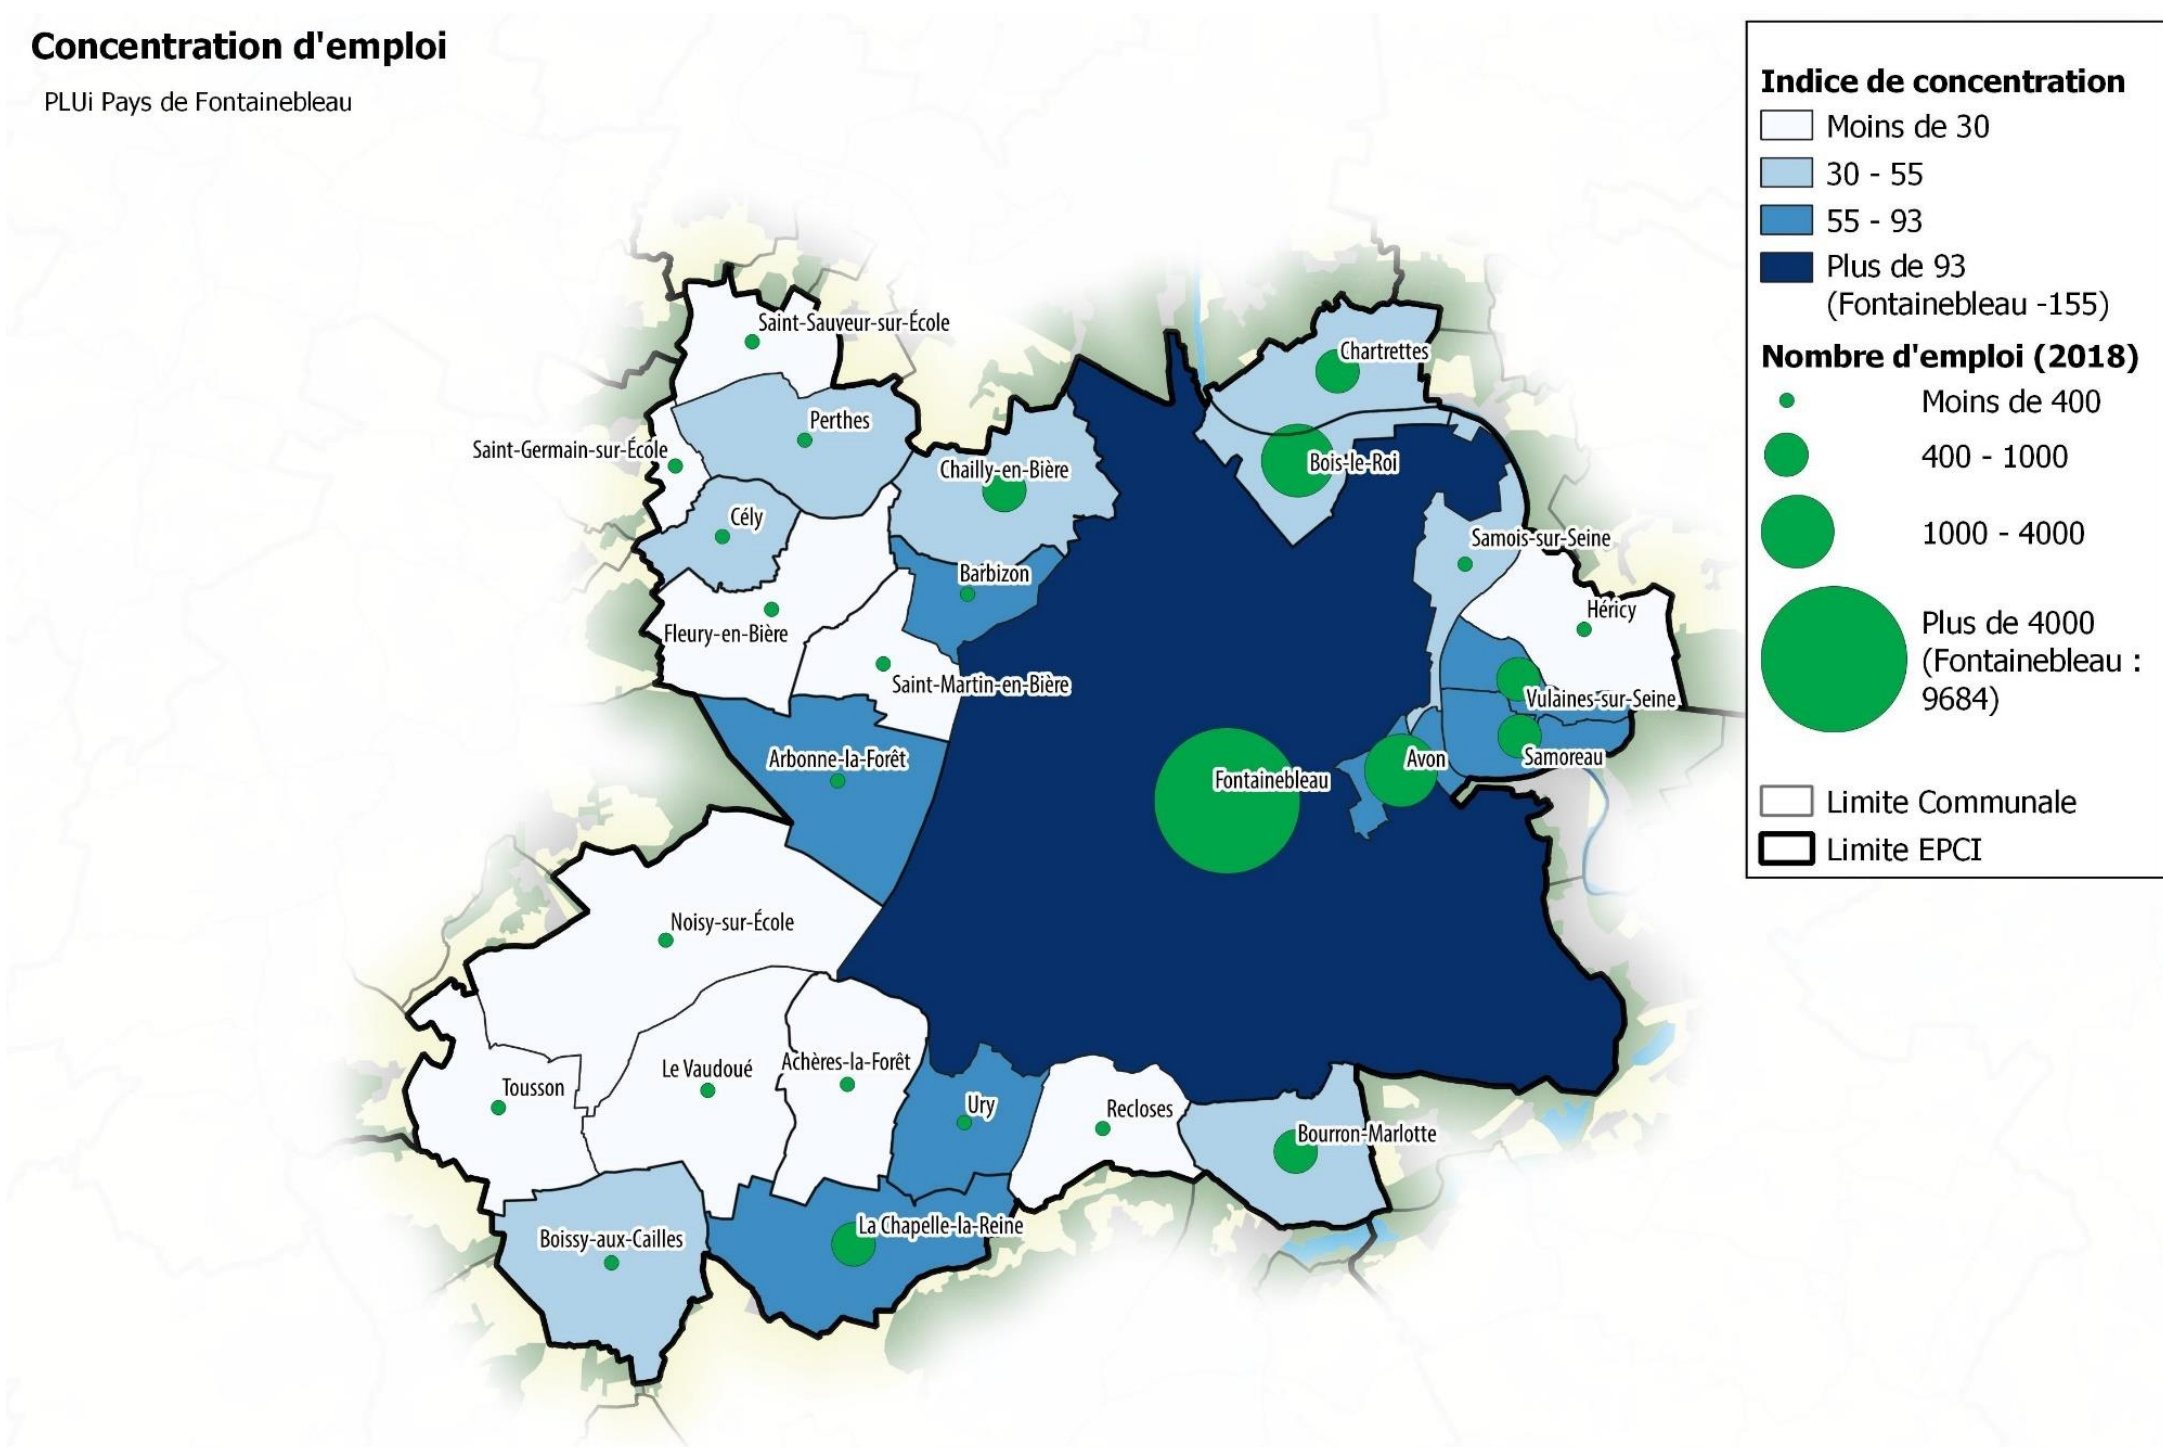 Concentration d'emploi
PLUi Pays de Fontainebleau
Indice de concentration
Moins de 30
30 - 55
55 - 93
Plus de 93
(Fontainebleau -155)
Nombre d'emploi (2018)
Moins de 400
400 - 1000
1000 - 4000
Plus de 4000
(Fontainebleau :
9684)
Limite Communale
Limite EPCI
Saint-Sauveur-sur-École
Chartrettes
Perthes
Saint-Germain-sur-École
Chailly-en-Bière
Bois-le-Roi
Cély
Samois-sur-Seine
Barbizon
Héricy
Fleury-en-Bière
Saint-Martin-en-Bière
Vulaines-sur-Seine
Arbonne-la-Forêt
Avon
Samoreau
Fontainebleau
Noisy-sur-École
Le Vaudoué
Achères-la-Forêt
Tousson
Ury
Recloses
Bourron-Marlotte
La Chapelle-la-Reine
Boissy-aux-Cailles